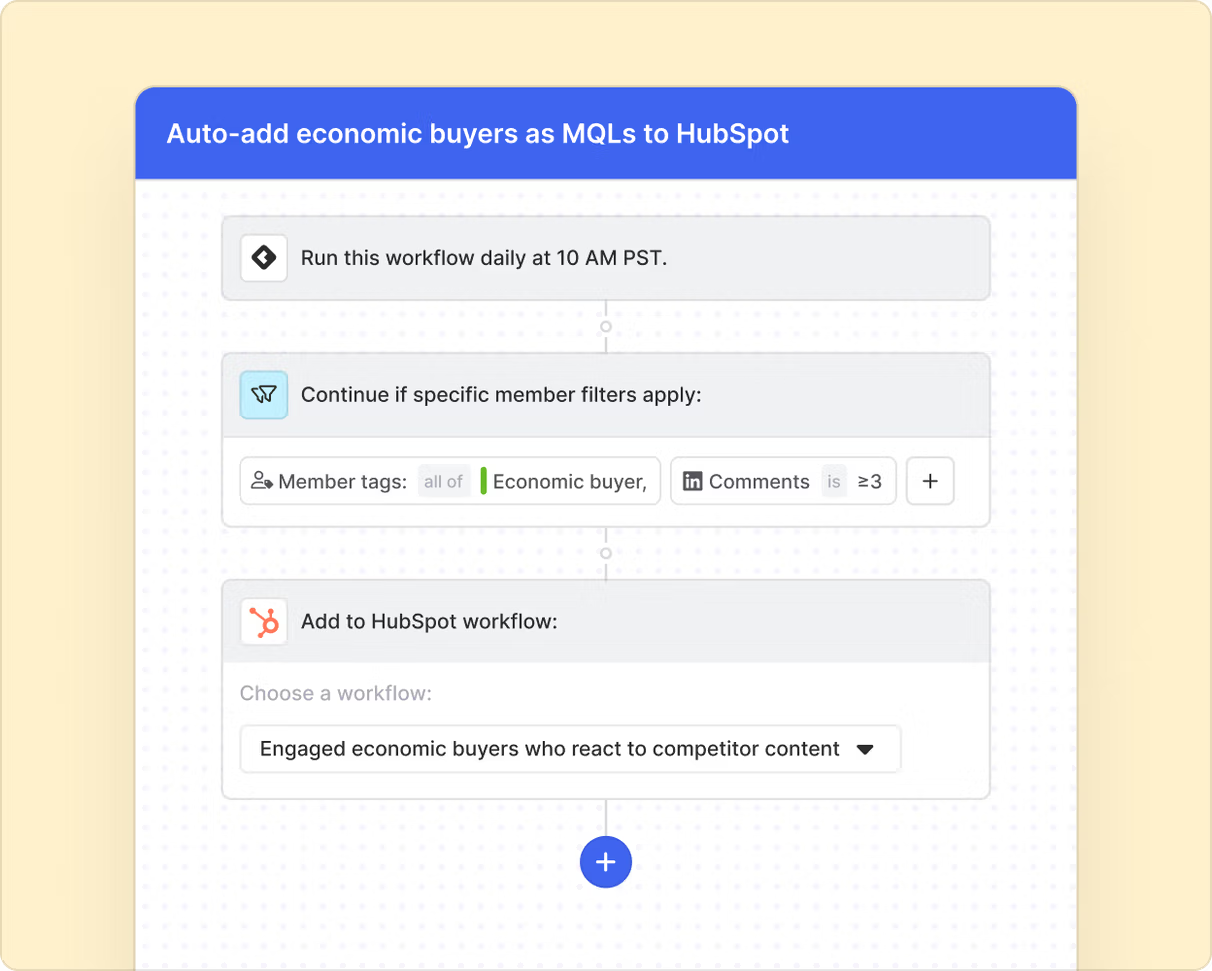 Auto-add economic buyers as MQLs to HubSpot
Run this workflow daily at 10 AM PST.
Continue if specific member filters apply:
Member tags: all of Economic buyer, in Comments is ≥3 +
Add to HubSpot workflow:
Choose a workflow:
Engaged economic buyers who react to competitor content
+